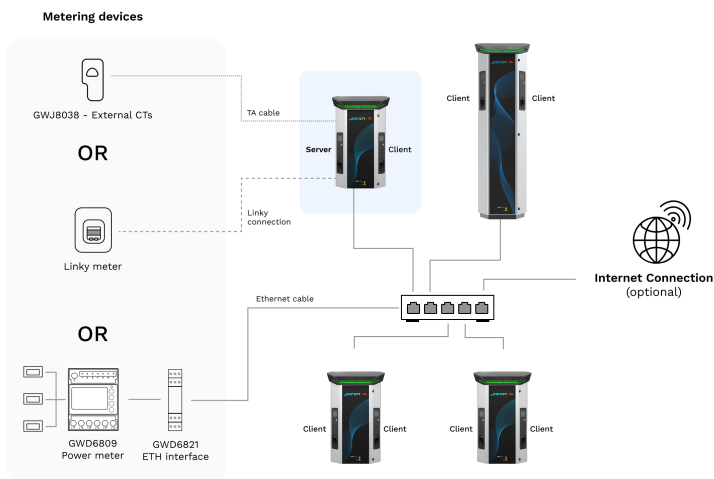 Metering devices
GWJ8038 - External CTs
TA cable
Client
Client
Server
Client
OR
Linky
connection
Linky meter
Internet Connection
(optional)
Ethernet cable
OR
GWD6809
Power meter
GWD6821
ETH interface
Client
Client
Client
Client